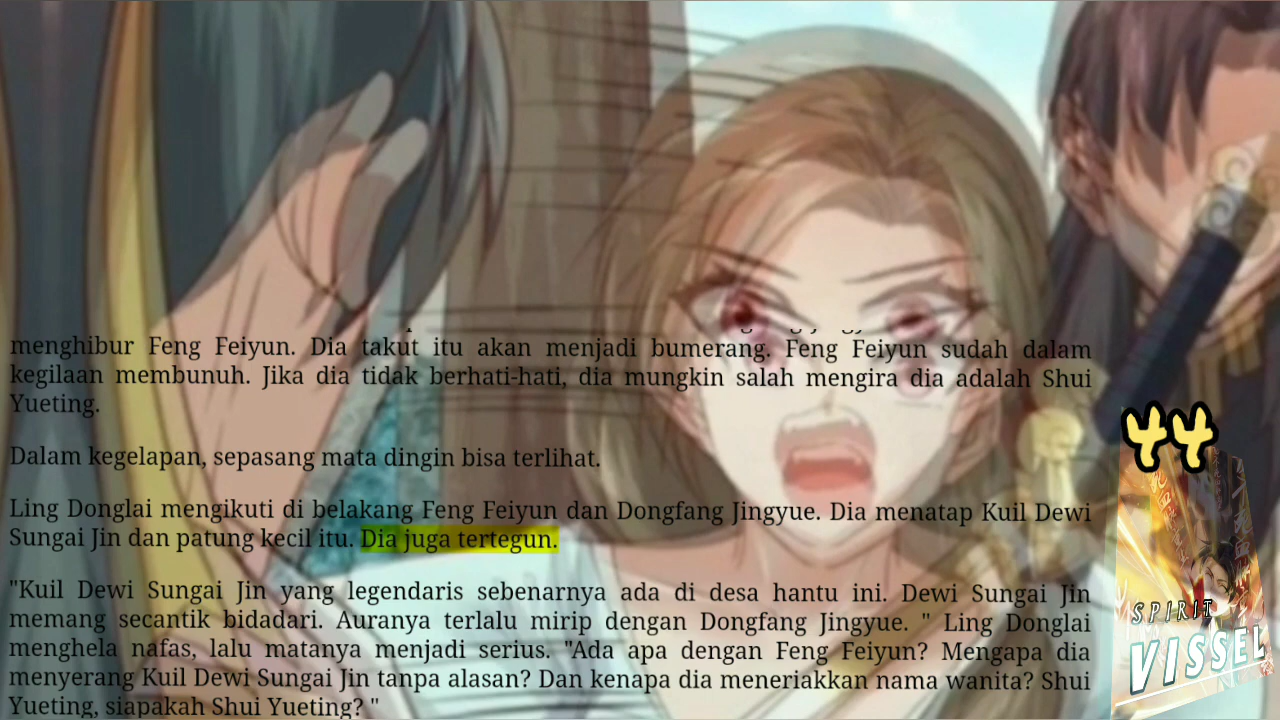 menghibur Feng Feiyun. Dia takut itu akan menjadi bumerang. Feng Feiyun sudah dalam
kegilaan membunuh. Jika dia tidak berhati-hati, dia mungkin salah mengira dia adalah Shui
Yueting.
Dalam kegelapan, sepasang mata dingin bisa terlihat.
Ling Donglai mengikuti di belakang Feng Feiyun dan Dongfang Jingyue. Dia menatap Kuil Dewi
Sungai Jin dan patung kecil itu. Dia juga tertegun.
"Kuil Dewi Sungai Jin yang legendaris sebenarnya ada di desa hantu ini. Dewi Sungai Jin
memang secantik bidadari. Auranya terlalu mirip dengan Dongfang Jingyue. " Ling Donglai
menghela nafas, lalu matanya menjadi serius. "Ada apa dengan Feng Feiyun? Mengapa dia
menyerang Kuil Dewi Sungai Jin tanpa alasan? Dan kenapa dia meneriakkan nama wanita? Shui
Yueting, siapakah Shui Yueting? "
44
SPIRIT
VISSEL